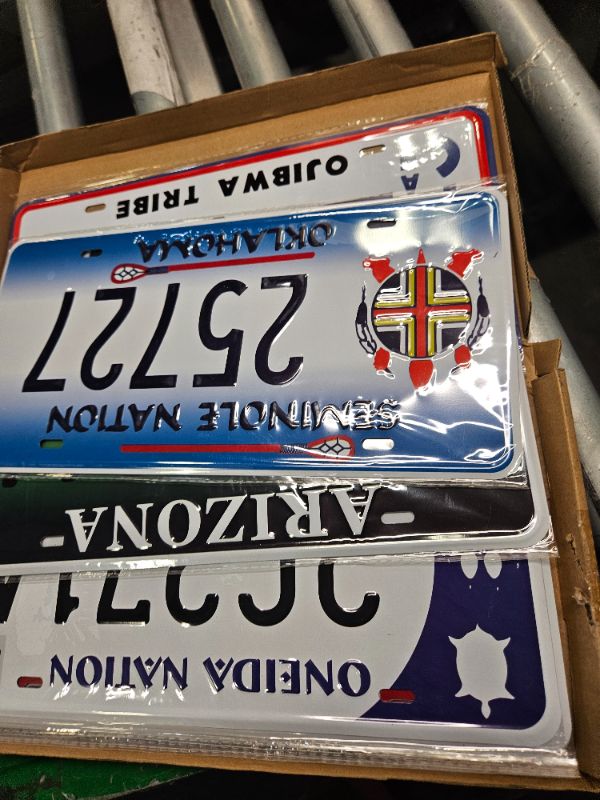 ONEIDA NATION
ARIZONA
SEMINOLE NATION
25727
OKLAHOMA
OJIBWA TRIBE